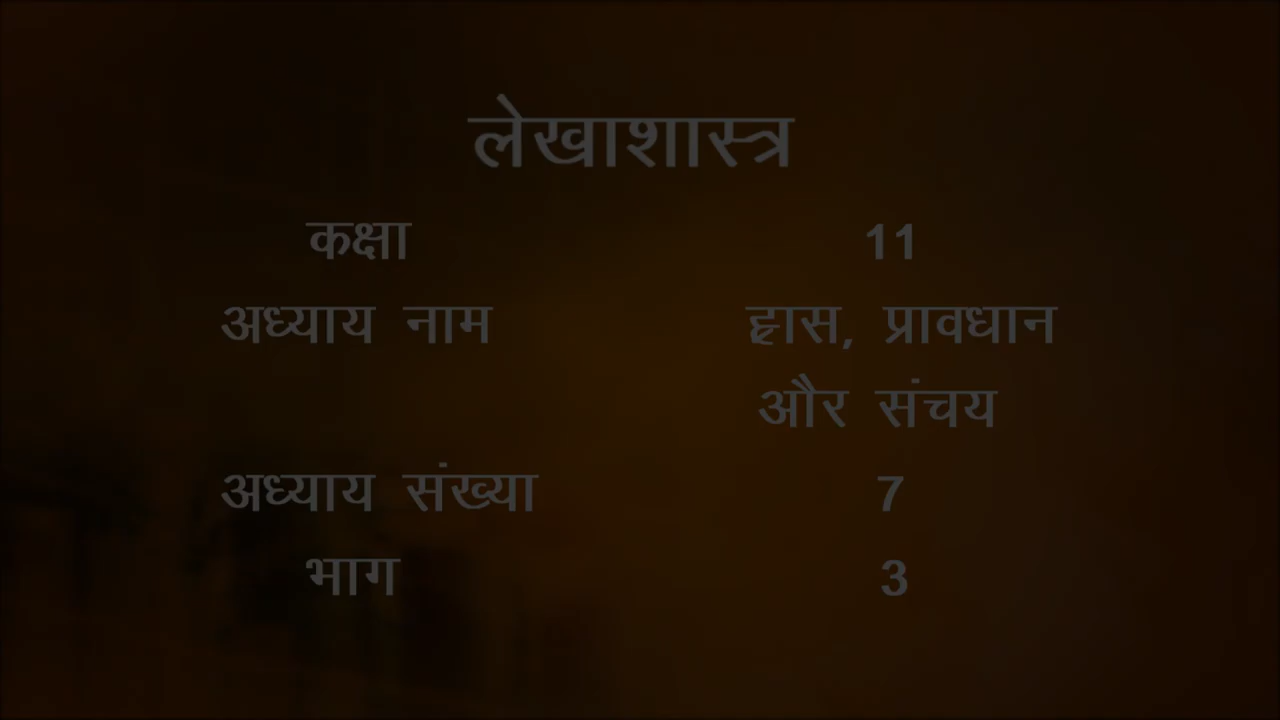 लेखाशास्त्र
कक्षा 11
अध्याय नाम ह्रास, प्रावधान
और संचय
अध्याय संख्या 7
भाग 3